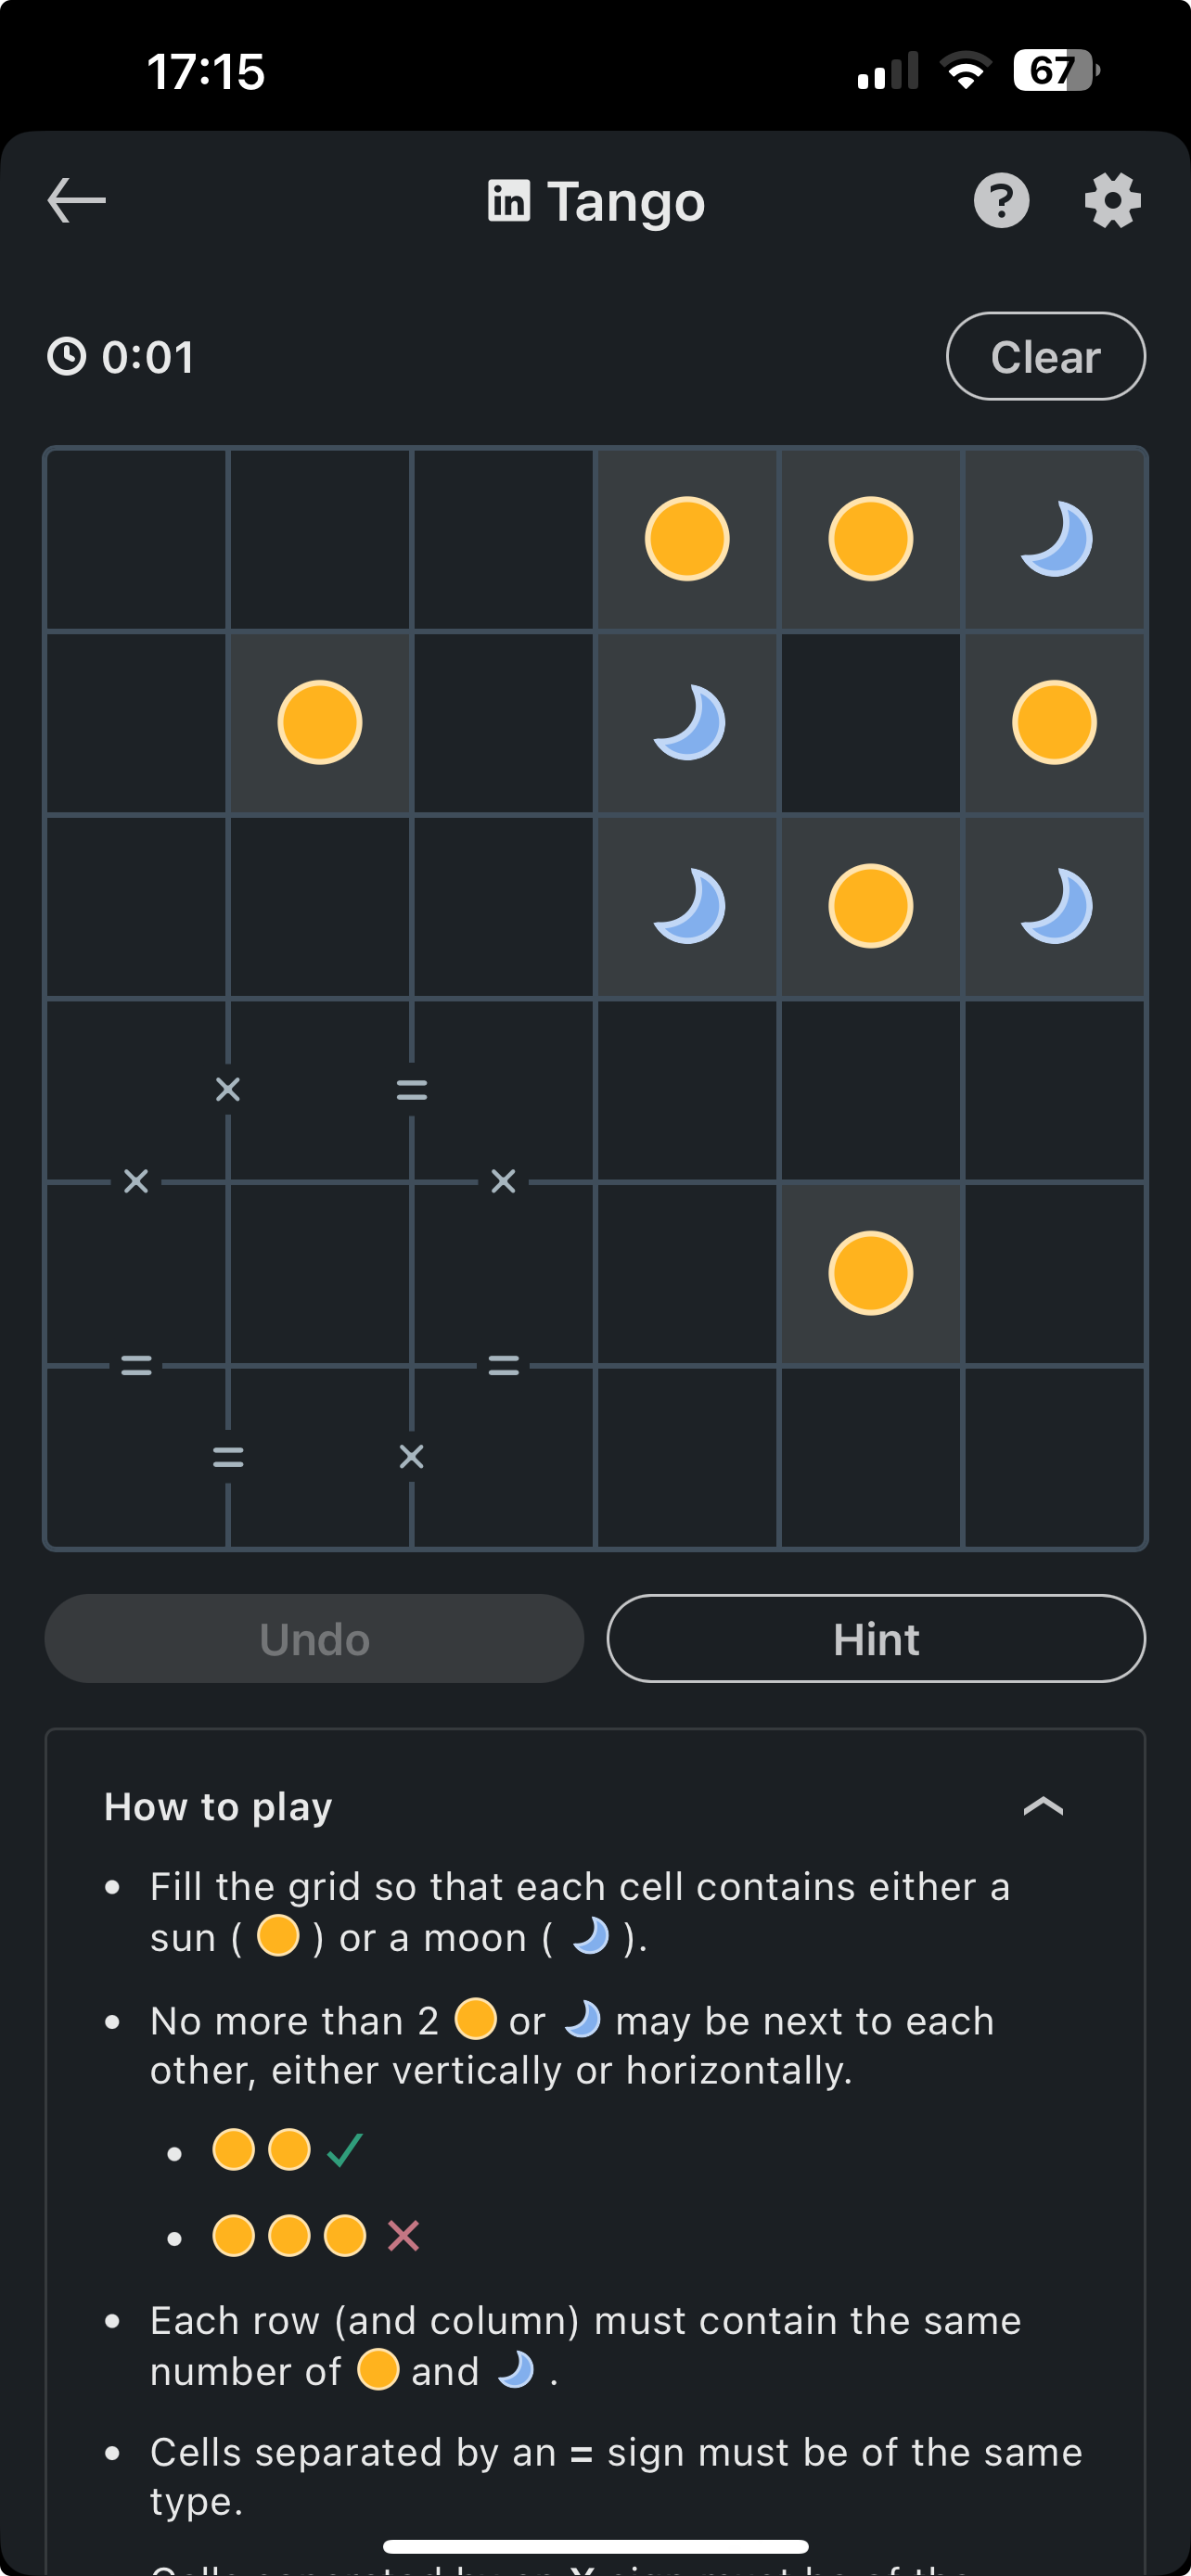 17:15
67
in Tango
?
0:01
Clear
× =
× ×
= =
= ×
Undo
Hint
How to play
• Fill the grid so that each cell contains either a
sun ( ) or a moon ( ).
• No more than 2 or may be next to each
other, either vertically or horizontally.
• Each row (and column) must contain the same
number of and .
• Cells separated by an = sign must be of the same
type.